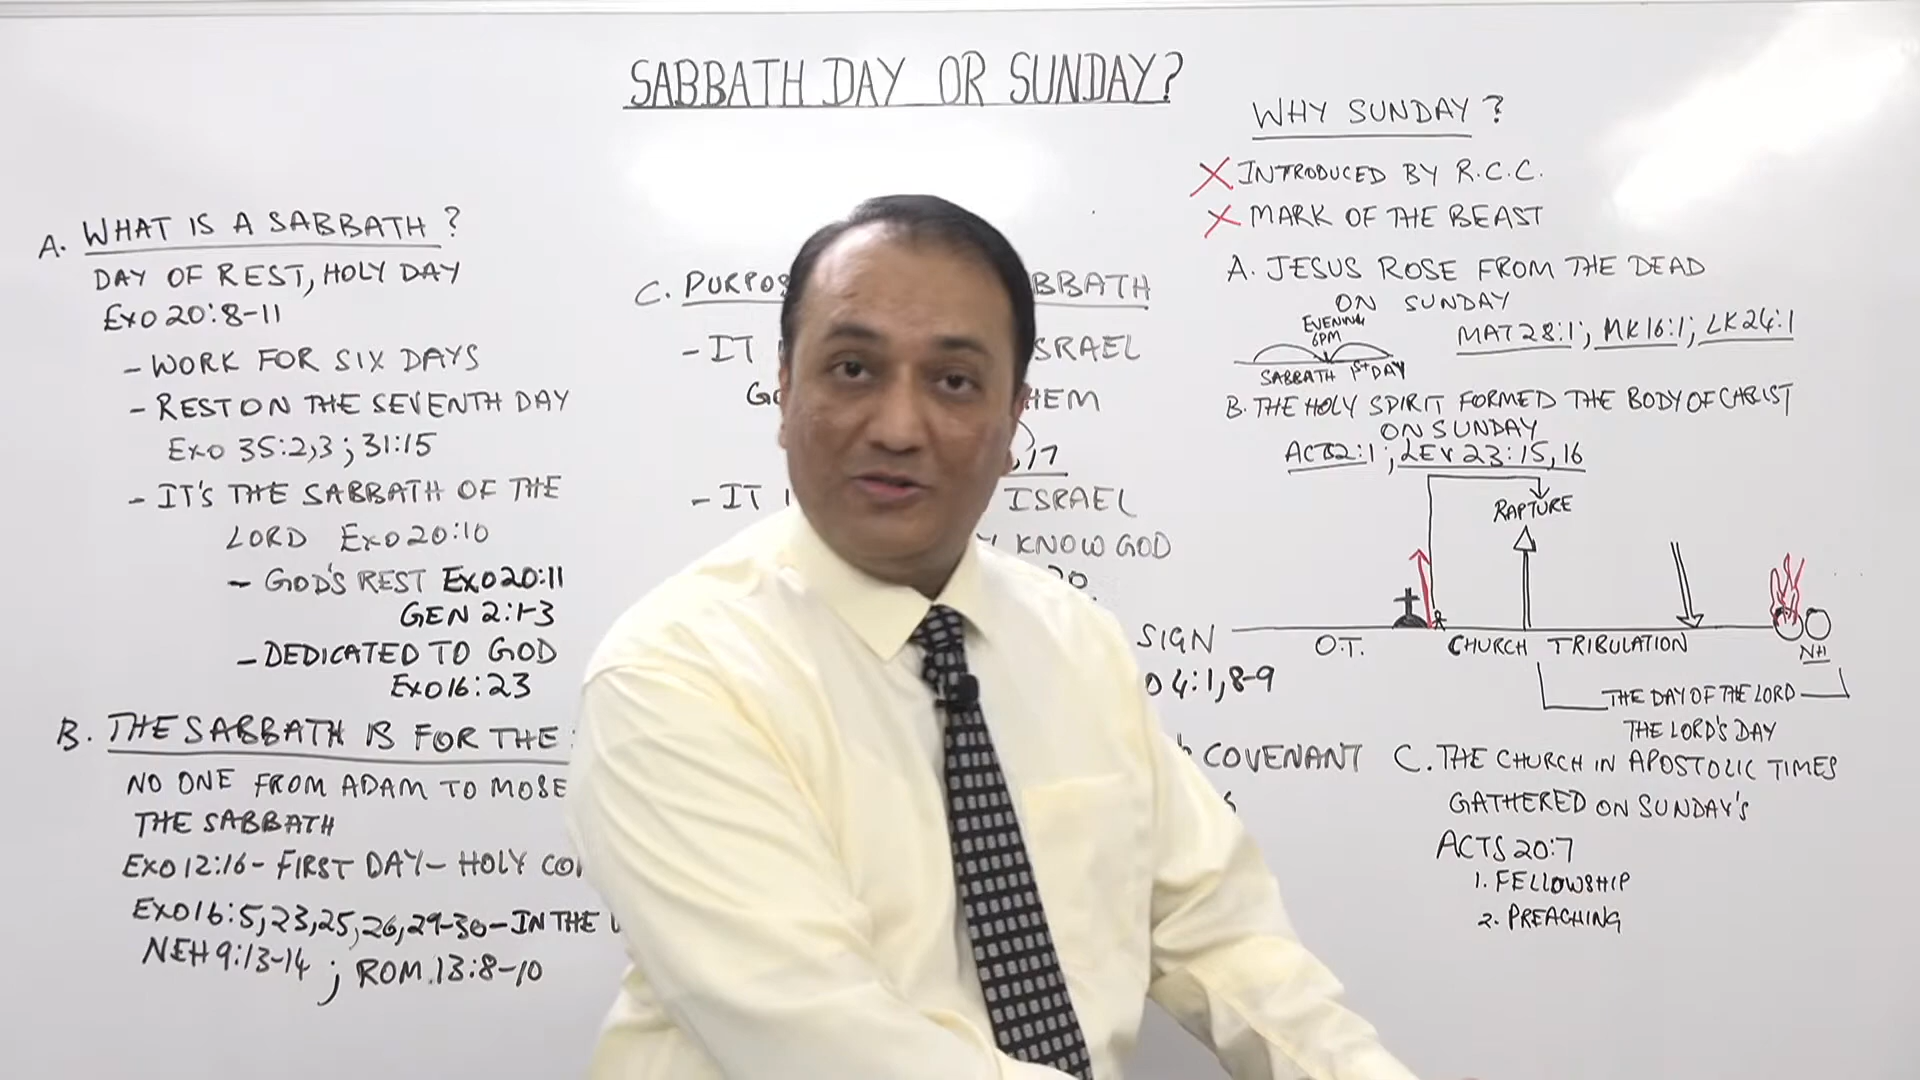 SABBATH DAY OR SUNDAY?
A. WHAT IS A SABBATH?
DAY OF REST, HOLY DAY
EXO 20:8-11
- WORK FOR SIX DAYS
- REST ON THE SEVENTH DAY
EXO 35:2,3; 31:15
- IT'S THE SABBATH OF THE
LORD EXO 20:10
- GOD'S REST EXO 20:11
GEN 2:1-3
- DEDICATED TO GOD
EXO 16:23
B. THE SABBATH IS FOR THE
NO ONE FROM ADAM TO MOSE
THE SABBATH
EXO 12:16- FIRST DAY- HOLY
EXO 16:5,23,25,26,29-30- IN THE
NEH 9:13-14 ; ROM.13:8-10
C.
- IT
- IT ISRAEL
KNOW GOD
SIGN
4:1,8-9
COVENANT
WHY SUNDAY?
X INTRODUCED BY R.C.C.
X MARK OF THE BEAST
A. JESUS ROSE FROM THE DEAD
ON SUNDAY
EVENING
6PM
MAT 28:1; MK 16:1; LK 24:1
SABBATH 1ST DAY
B. THE HOLY SPIRIT FORMED THE BODY OF CHRIST
ON SUNDAY
ACTS 2:1; LEV 23:15,16
RAPTURE
O.T. CHURCH TRIBULATION
NH
THE DAY OF THE LORD
THE LORD'S DAY
C. THE CHURCH IN APOSTOLIC TIMES
GATHERED ON SUNDAY'S
ACTS 20:7
1. FELLOWSHIP
2. PREACHING